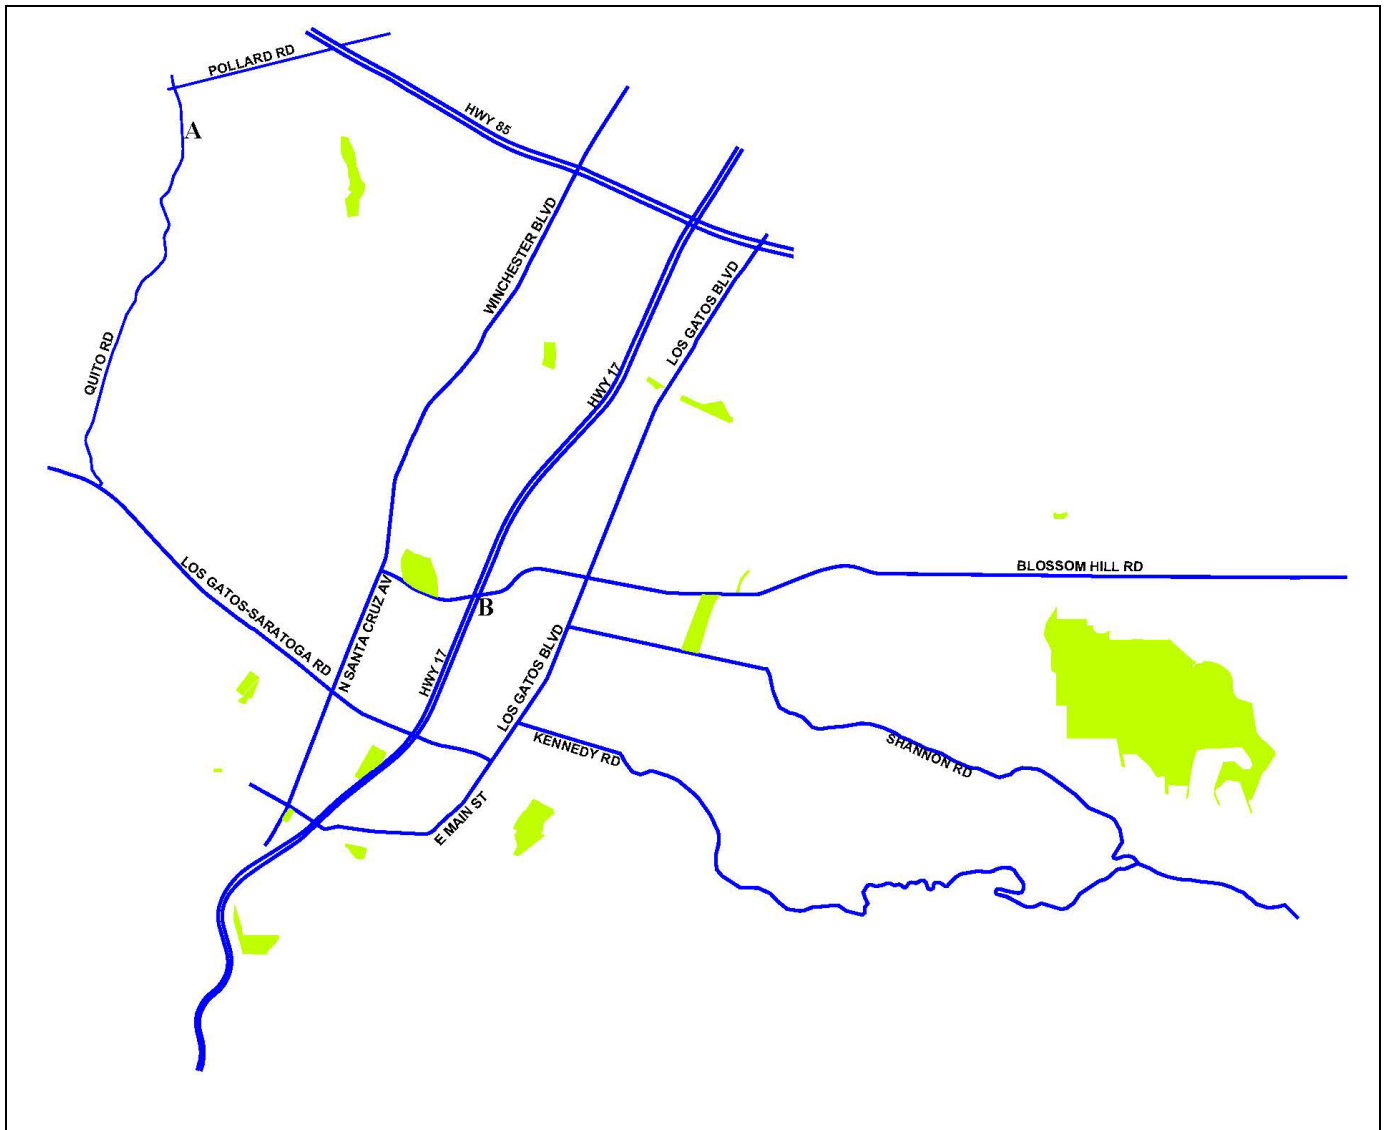 POLLARD RD
HWY 85
A
WINCHESTER BLVD
LOS GATOS BLVD
QUITO RD
HWY 17
LOS GATOS-SARATOGA RD
BLOSSOM HILL RD
N SANTA CRUZ AV
B
HWY 17
LOS GATOS BLVD
KENNEDY RD
SHANNON RD
E MAIN ST